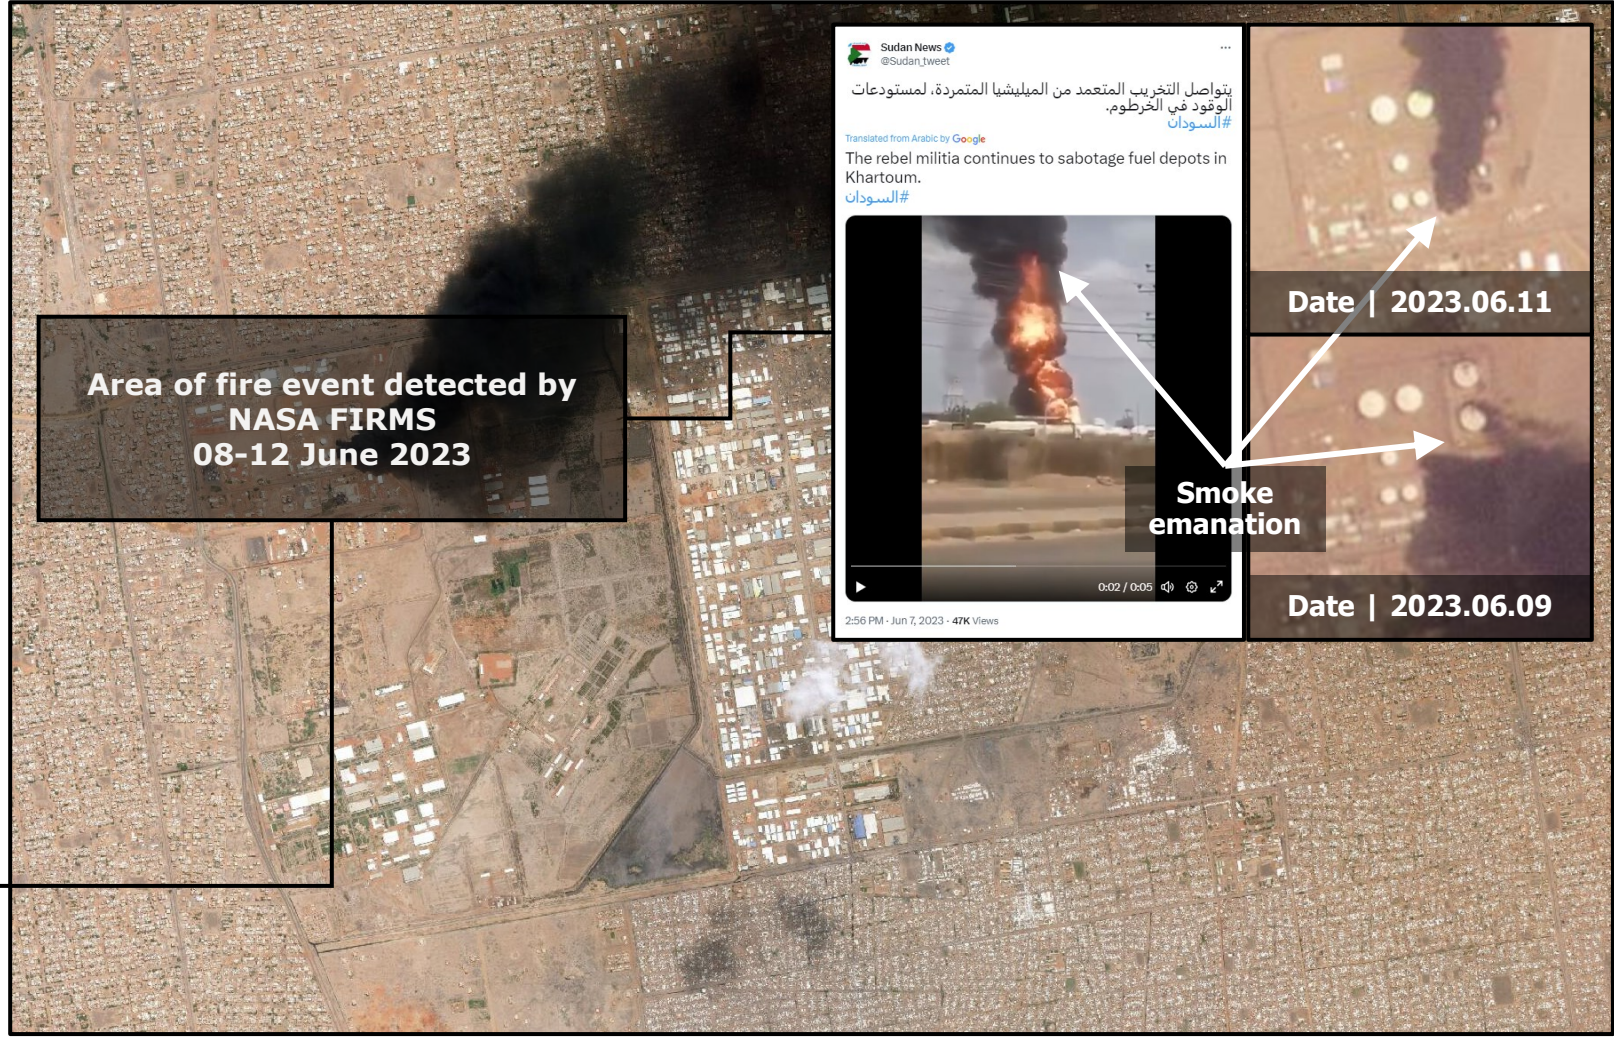 Area of fire event detected by
NASA FIRMS
08-12 June 2023
Sudan News
@Sudan_tweet
يتواصل التخريب المتعمد من الميليشيا المتمردة، لمستودعات
الوقود في الخرطوم.
#السودان
Translated from Arabic by Google
The rebel militia continues to sabotage fuel depots in
Khartoum.
#السودان
0:02 / 0:05
2:56 PM · Jun 7, 2023 · 47K Views
Date | 2023.06.11
Smoke
emanation
Date | 2023.06.09